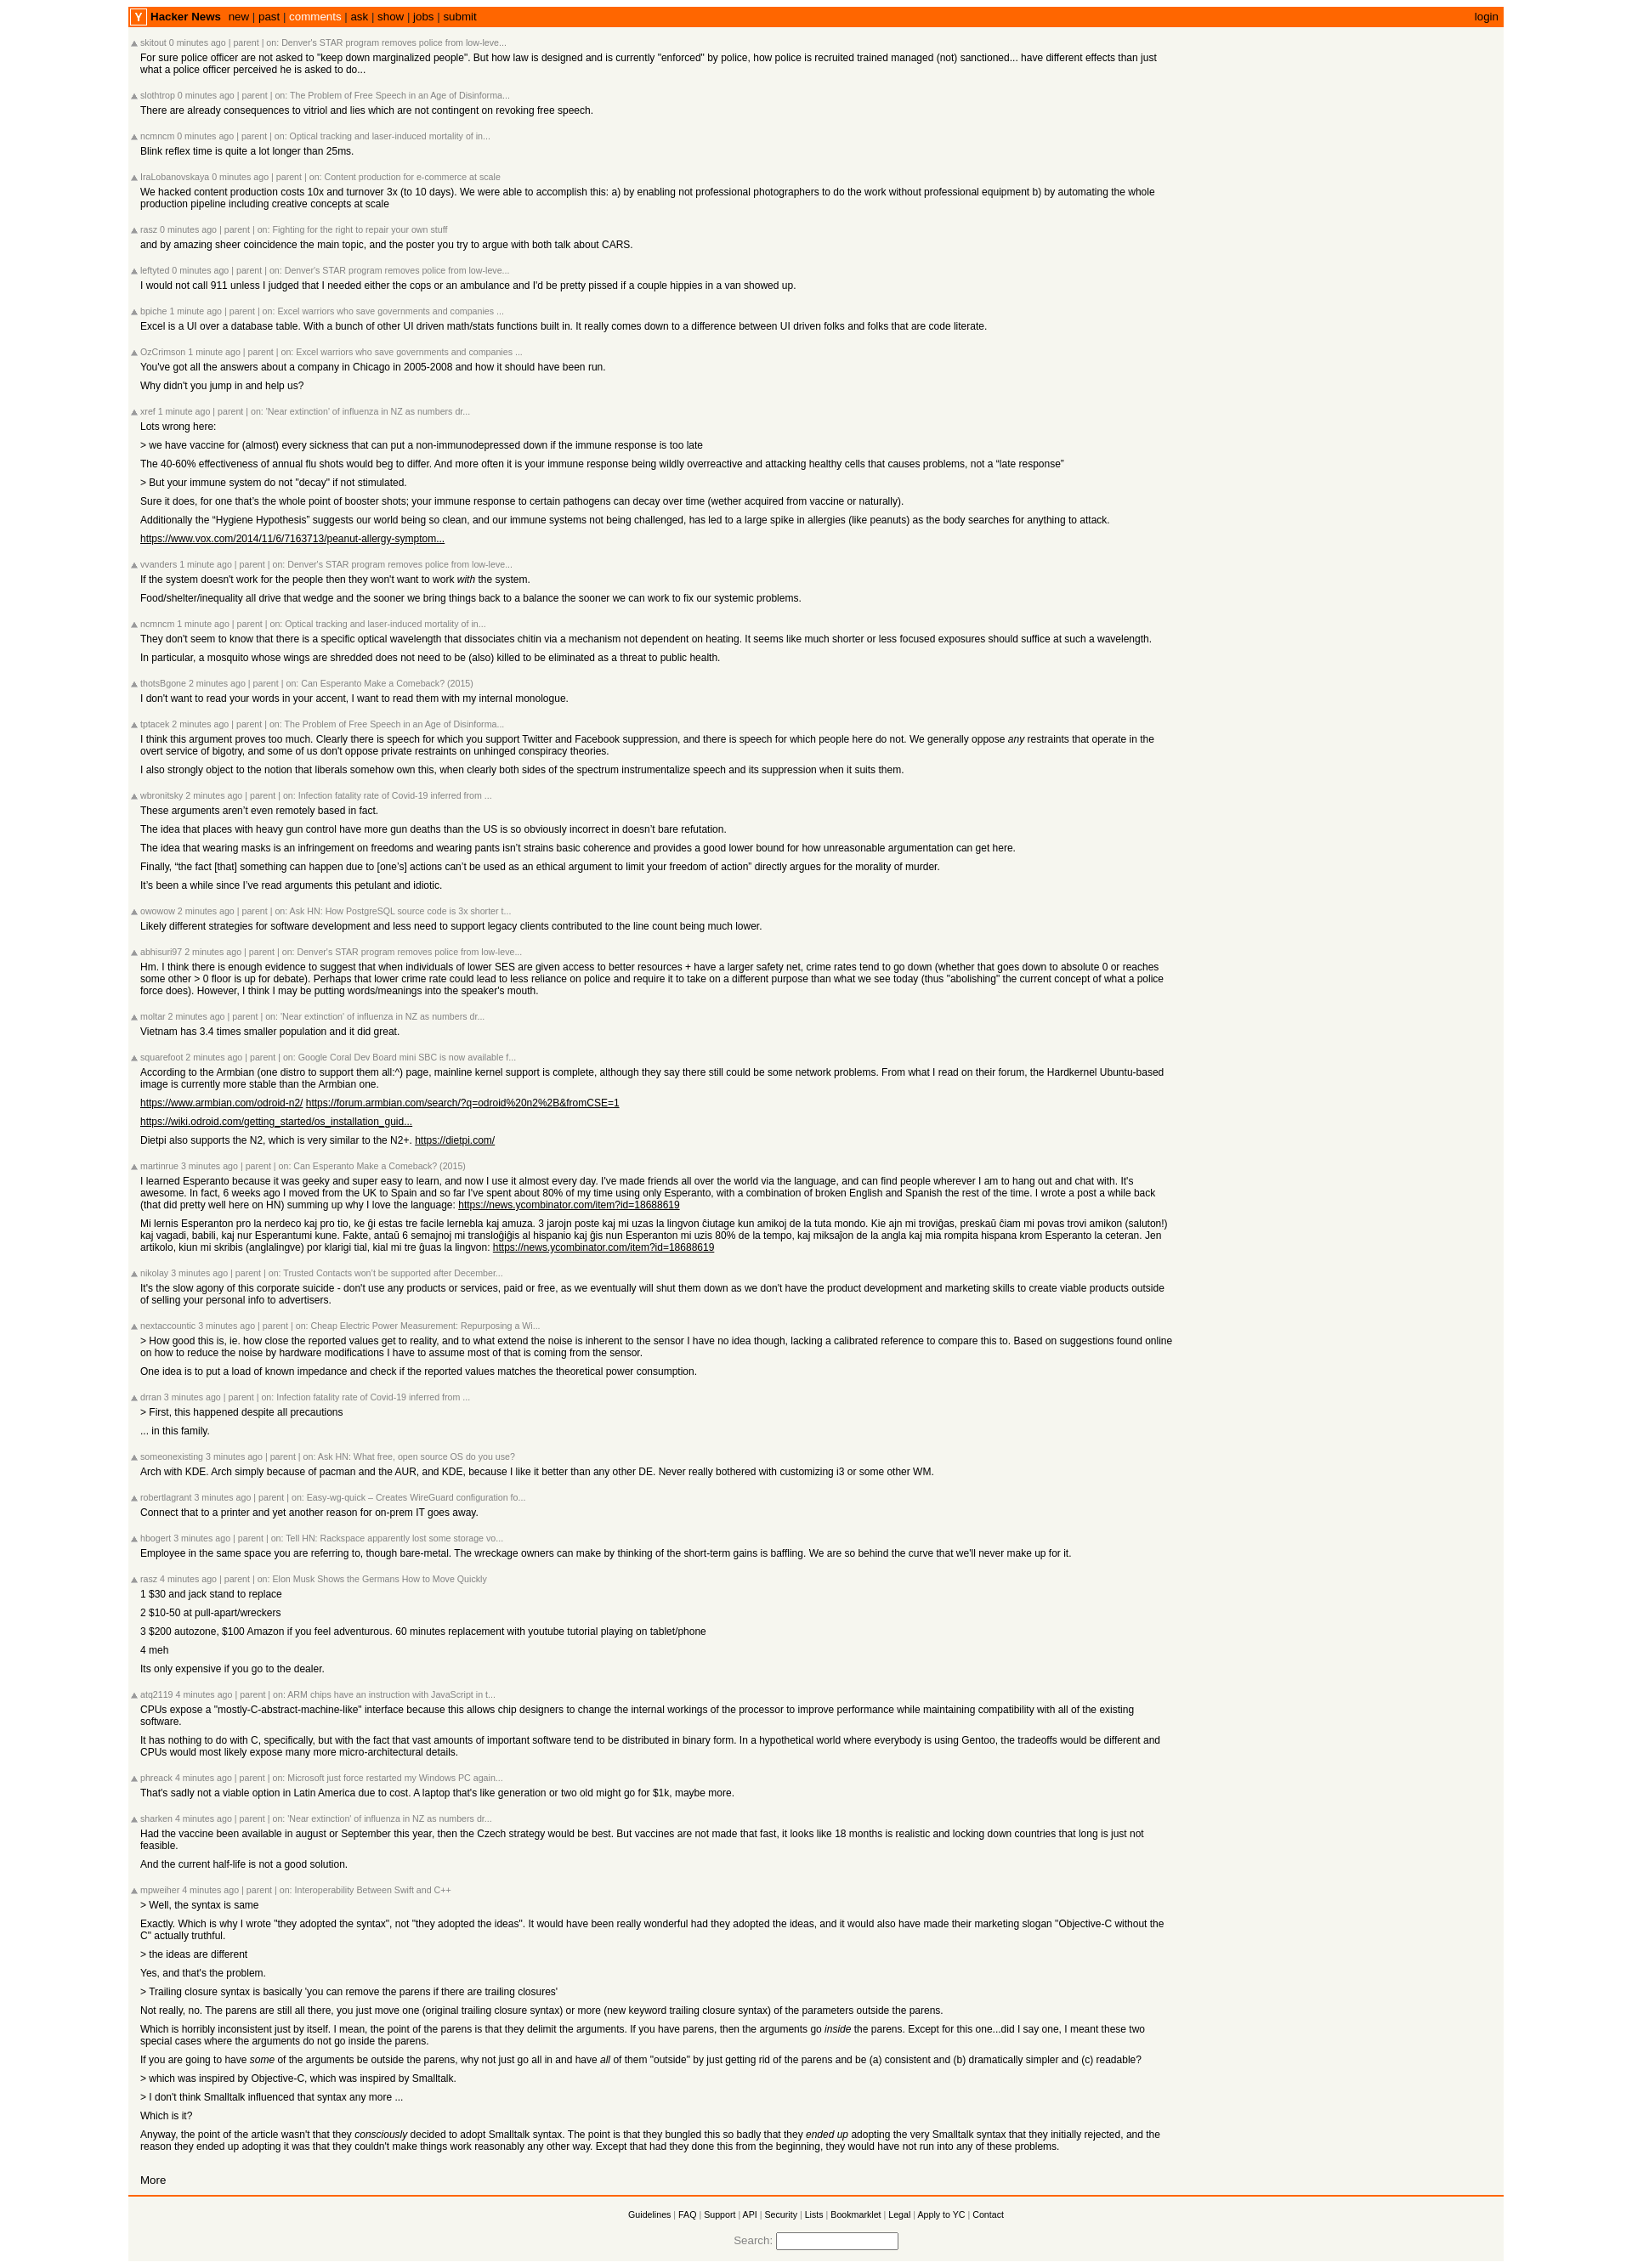 Y Hacker News new | past | comments | ask | show | jobs | submit login
skitout 0 minutes ago | parent | on: Denver's STAR program removes police from low-leve...
For sure police officer are not asked to "keep down marginalized people". But how law is designed and is currently "enforced" by police, how police is recruited trained managed (not) sanctioned... have different effects than just
what a police officer perceived he is asked to do...
slothtrop 0 minutes ago | parent | on: The Problem of Free Speech in an Age of Disinforma...
There are already consequences to vitriol and lies which are not contingent on revoking free speech.
ncmncm 0 minutes ago | parent | on: Optical tracking and laser-induced mortality of in...
Blink reflex time is quite a lot longer than 25ms.
IraLobanovskaya 0 minutes ago | parent | on: Content production for e-commerce at scale
We hacked content production costs 10x and turnover 3x (to 10 days). We were able to accomplish this: a) by enabling not professional photographers to do the work without professional equipment b) by automating the whole
production pipeline including creative concepts at scale
rasz 0 minutes ago | parent | on: Fighting for the right to repair your own stuff
and by amazing sheer coincidence the main topic, and the poster you try to argue with both talk about CARS.
leftyted 0 minutes ago | parent | on: Denver's STAR program removes police from low-leve...
I would not call 911 unless I judged that I needed either the cops or an ambulance and I'd be pretty pissed if a couple hippies in a van showed up.
bpiche 1 minute ago | parent | on: Excel warriors who save governments and companies ...
Excel is a UI over a database table. With a bunch of other UI driven math/stats functions built in. It really comes down to a difference between UI driven folks and folks that are code literate.
OzCrimson 1 minute ago | parent | on: Excel warriors who save governments and companies ...
You've got all the answers about a company in Chicago in 2005-2008 and how it should have been run.
Why didn't you jump in and help us?
xref 1 minute ago | parent | on: 'Near extinction' of influenza in NZ as numbers dr...
Lots wrong here:
> we have vaccine for (almost) every sickness that can put a non-immunodepressed down if the immune response is too late
The 40-60% effectiveness of annual flu shots would beg to differ. And more often it is your immune response being wildly overreactive and attacking healthy cells that causes problems, not a “late response”
> But your immune system do not "decay" if not stimulated.
Sure it does, for one that’s the whole point of booster shots; your immune response to certain pathogens can decay over time (wether acquired from vaccine or naturally).
Additionally the “Hygiene Hypothesis” suggests our world being so clean, and our immune systems not being challenged, has led to a large spike in allergies (like peanuts) as the body searches for anything to attack.
https://www.vox.com/2014/11/6/7163713/peanut-allergy-symptom...
vvanders 1 minute ago | parent | on: Denver's STAR program removes police from low-leve...
If the system doesn't work for the people then they won't want to work with the system.
Food/shelter/inequality all drive that wedge and the sooner we bring things back to a balance the sooner we can work to fix our systemic problems.
ncmncm 1 minute ago | parent | on: Optical tracking and laser-induced mortality of in...
They don't seem to know that there is a specific optical wavelength that dissociates chitin via a mechanism not dependent on heating. It seems like much shorter or less focused exposures should suffice at such a wavelength.
In particular, a mosquito whose wings are shredded does not need to be (also) killed to be eliminated as a threat to public health.
thotsBgone 2 minutes ago | parent | on: Can Esperanto Make a Comeback? (2015)
I don't want to read your words in your accent, I want to read them with my internal monologue.
tptacek 2 minutes ago | parent | on: The Problem of Free Speech in an Age of Disinforma...
I think this argument proves too much. Clearly there is speech for which you support Twitter and Facebook suppression, and there is speech for which people here do not. We generally oppose any restraints that operate in the
overt service of bigotry, and some of us don't oppose private restraints on unhinged conspiracy theories.
I also strongly object to the notion that liberals somehow own this, when clearly both sides of the spectrum instrumentalize speech and its suppression when it suits them.
wbronitsky 2 minutes ago | parent | on: Infection fatality rate of Covid-19 inferred from ...
These arguments aren’t even remotely based in fact.
The idea that places with heavy gun control have more gun deaths than the US is so obviously incorrect in doesn’t bare refutation.
The idea that wearing masks is an infringement on freedoms and wearing pants isn’t strains basic coherence and provides a good lower bound for how unreasonable argumentation can get here.
Finally, “the fact [that] something can happen due to [one’s] actions can’t be used as an ethical argument to limit your freedom of action” directly argues for the morality of murder.
It’s been a while since I’ve read arguments this petulant and idiotic.
owowow 2 minutes ago | parent | on: Ask HN: How PostgreSQL source code is 3x shorter t...
Likely different strategies for software development and less need to support legacy clients contributed to the line count being much lower.
abhisuri97 2 minutes ago | parent | on: Denver's STAR program removes police from low-leve...
Hm. I think there is enough evidence to suggest that when individuals of lower SES are given access to better resources + have a larger safety net, crime rates tend to go down (whether that goes down to absolute 0 or reaches
some other > 0 floor is up for debate). Perhaps that lower crime rate could lead to less reliance on police and require it to take on a different purpose than what we see today (thus "abolishing" the current concept of what a police
force does). However, I think I may be putting words/meanings into the speaker's mouth.
moltar 2 minutes ago | parent | on: 'Near extinction' of influenza in NZ as numbers dr...
Vietnam has 3.4 times smaller population and it did great.
squarefoot 2 minutes ago | parent | on: Google Coral Dev Board mini SBC is now available f...
According to the Armbian (one distro to support them all:^) page, mainline kernel support is complete, although they say there still could be some network problems. From what I read on their forum, the Hardkernel Ubuntu-based
image is currently more stable than the Armbian one.
https://www.armbian.com/odroid-n2/ https://forum.armbian.com/search/?q=odroid%20n2%2B&fromCSE=1
https://wiki.odroid.com/getting_started/os_installation_guid...
Dietpi also supports the N2, which is very similar to the N2+. https://dietpi.com/
martinrue 3 minutes ago | parent | on: Can Esperanto Make a Comeback? (2015)
I learned Esperanto because it was geeky and super easy to learn, and now I use it almost every day. I've made friends all over the world via the language, and can find people wherever I am to hang out and chat with. It's
awesome. In fact, 6 weeks ago I moved from the UK to Spain and so far I've spent about 80% of my time using only Esperanto, with a combination of broken English and Spanish the rest of the time. I wrote a post a while back
(that did pretty well here on HN) summing up why I love the language: https://news.ycombinator.com/item?id=18688619
Mi lernis Esperanton pro la nerdeco kaj pro tio, ke ĝi estas tre facile lernebla kaj amuza. 3 jarojn poste kaj mi uzas la lingvon ĉiutage kun amikoj de la tuta mondo. Kie ajn mi troviĝas, preskaŭ ĉiam mi povas trovi amikon (saluton!)
kaj vagadi, babili, kaj nur Esperantumi kune. Fakte, antaŭ 6 semajnoj mi transloĝiĝis al hispanio kaj ĝis nun Esperanton mi uzis 80% de la tempo, kaj miksajon de la angla kaj mia rompita hispana krom Esperanto la ceteran. Jen
artikolo, kiun mi skribis (anglalingve) por klarigi tial, kial mi tre ĝuas la lingvon: https://news.ycombinator.com/item?id=18688619
nikolay 3 minutes ago | parent | on: Trusted Contacts won’t be supported after December...
It's the slow agony of this corporate suicide - don't use any products or services, paid or free, as we eventually will shut them down as we don't have the product development and marketing skills to create viable products outside
of selling your personal info to advertisers.
nextaccountic 3 minutes ago | parent | on: Cheap Electric Power Measurement: Repurposing a Wi...
> How good this is, ie. how close the reported values get to reality, and to what extend the noise is inherent to the sensor I have no idea though, lacking a calibrated reference to compare this to. Based on suggestions found online
on how to reduce the noise by hardware modifications I have to assume most of that is coming from the sensor.
One idea is to put a load of known impedance and check if the reported values matches the theoretical power consumption.
drran 3 minutes ago | parent | on: Infection fatality rate of Covid-19 inferred from ...
> First, this happened despite all precautions
... in this family.
someonexisting 3 minutes ago | parent | on: Ask HN: What free, open source OS do you use?
Arch with KDE. Arch simply because of pacman and the AUR, and KDE, because I like it better than any other DE. Never really bothered with customizing i3 or some other WM.
robertlagrant 3 minutes ago | parent | on: Easy-wg-quick – Creates WireGuard configuration fo...
Connect that to a printer and yet another reason for on-prem IT goes away.
hbogert 3 minutes ago | parent | on: Tell HN: Rackspace apparently lost some storage vo...
Employee in the same space you are referring to, though bare-metal. The wreckage owners can make by thinking of the short-term gains is baffling. We are so behind the curve that we'll never make up for it.
rasz 4 minutes ago | parent | on: Elon Musk Shows the Germans How to Move Quickly
1 $30 and jack stand to replace
2 $10-50 at pull-apart/wreckers
3 $200 autozone, $100 Amazon if you feel adventurous. 60 minutes replacement with youtube tutorial playing on tablet/phone
4 meh
Its only expensive if you go to the dealer.
atq2119 4 minutes ago | parent | on: ARM chips have an instruction with JavaScript in t...
CPUs expose a "mostly-C-abstract-machine-like" interface because this allows chip designers to change the internal workings of the processor to improve performance while maintaining compatibility with all of the existing
software.
It has nothing to do with C, specifically, but with the fact that vast amounts of important software tend to be distributed in binary form. In a hypothetical world where everybody is using Gentoo, the tradeoffs would be different and
CPUs would most likely expose many more micro-architectural details.
phreack 4 minutes ago | parent | on: Microsoft just force restarted my Windows PC again...
That's sadly not a viable option in Latin America due to cost. A laptop that's like generation or two old might go for $1k, maybe more.
sharken 4 minutes ago | parent | on: 'Near extinction' of influenza in NZ as numbers dr...
Had the vaccine been available in august or September this year, then the Czech strategy would be best. But vaccines are not made that fast, it looks like 18 months is realistic and locking down countries that long is just not
feasible.
And the current half-life is not a good solution.
mpweiher 4 minutes ago | parent | on: Interoperability Between Swift and C++
> Well, the syntax is same
Exactly. Which is why I wrote "they adopted the syntax", not "they adopted the ideas". It would have been really wonderful had they adopted the ideas, and it would also have made their marketing slogan "Objective-C without the
C" actually truthful.
> the ideas are different
Yes, and that's the problem.
> Trailing closure syntax is basically 'you can remove the parens if there are trailing closures'
Not really, no. The parens are still all there, you just move one (original trailing closure syntax) or more (new keyword trailing closure syntax) of the parameters outside the parens.
Which is horribly inconsistent just by itself. I mean, the point of the parens is that they delimit the arguments. If you have parens, then the arguments go inside the parens. Except for this one...did I say one, I meant these two
special cases where the arguments do not go inside the parens.
If you are going to have some of the arguments be outside the parens, why not just go all in and have all of them "outside" by just getting rid of the parens and be (a) consistent and (b) dramatically simpler and (c) readable?
> which was inspired by Objective-C, which was inspired by Smalltalk.
> I don't think Smalltalk influenced that syntax any more ...
Which is it?
Anyway, the point of the article wasn't that they consciously decided to adopt Smalltalk syntax. The point is that they bungled this so badly that they ended up adopting the very Smalltalk syntax that they initially rejected, and the
reason they ended up adopting it was that they couldn't make things work reasonably any other way. Except that had they done this from the beginning, they would have not run into any of these problems.
More
Guidelines | FAQ | Support | API | Security | Lists | Bookmarklet | Legal | Apply to YC | Contact
Search: